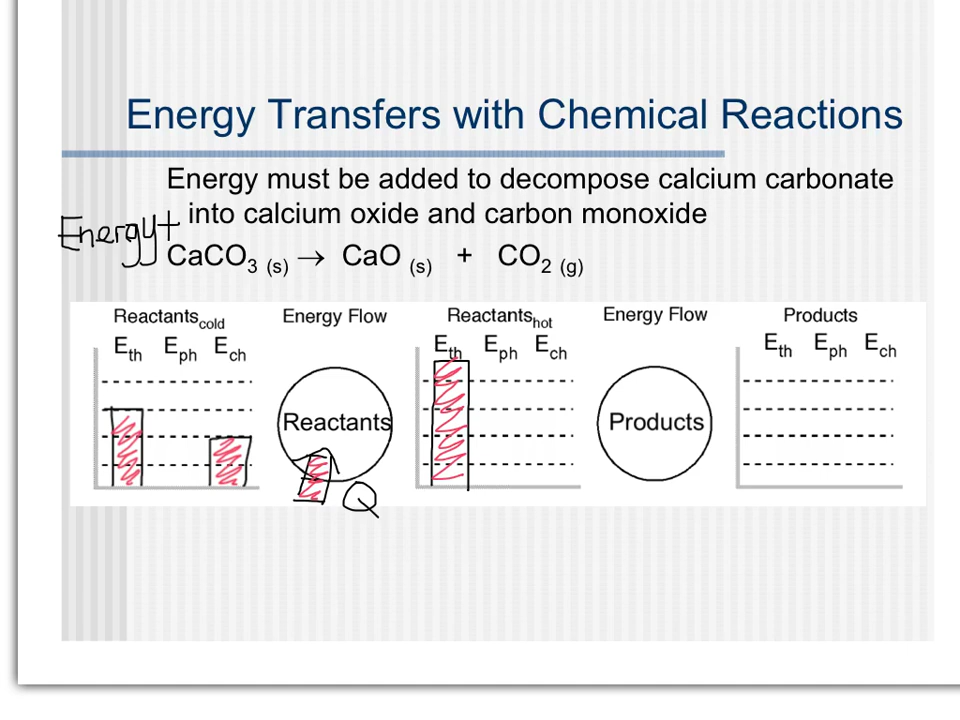 Energy Transfers with Chemical Reactions
Energy must be added to decompose calcium carbonate
into calcium oxide and carbon monoxide
Energy +
CaCO3 (s) → CaO (s) + CO2 (g)
Reactantscold Energy Flow Reactantshot Energy Flow Products
Eth Eph Ech Eth Eph Ech Eth Eph Ech
Reactants Products
Q